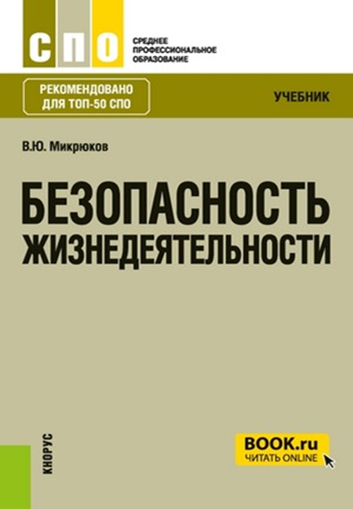 СПО
СРЕДНЕЕ
ПРОФЕССИОНАЛЬНОЕ
ОБРАЗОВАНИЕ
РЕКОМЕНДОВАНО
ДЛЯ ТОП-50 СПО
УЧЕБНИК
В.Ю. Микрюков
БЕЗОПАСНОСТЬ
ЖИЗНЕДЕЯТЕЛЬНОСТИ
КНОРУС
BOOK.ru
ЧИТАТЬ ONLINE